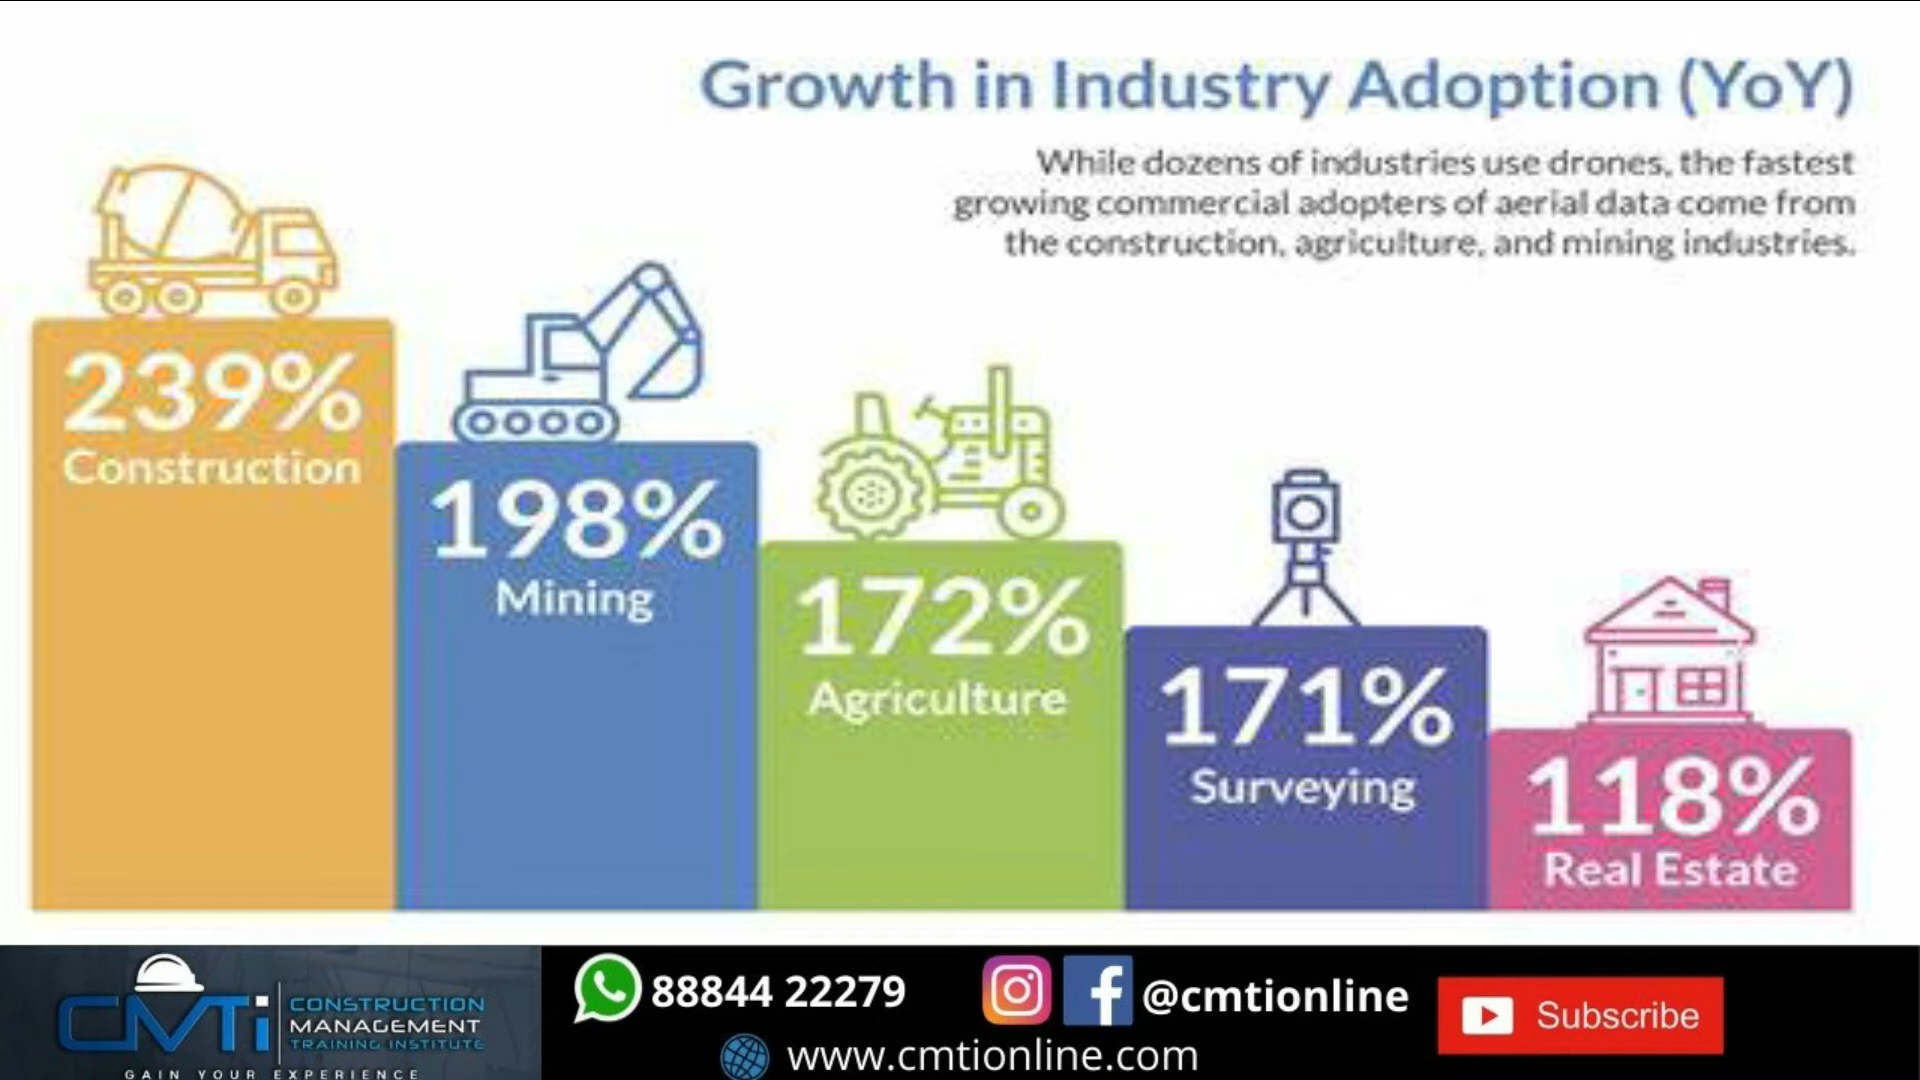 Growth in Industry Adoption (YoY)
While dozens of industries use drones, the fastest
growing commercial adopters of aerial data come from
the construction, agriculture, and mining industries.
239%
Construction
198%
Mining
172%
Agriculture
171%
Surveying
118%
Real Estate
CMTi
CONSTRUCTION
MANAGEMENT
TRAINING INSTITUTE
GAIN YOUR EXPERIENCE
88844 22279
@cmtionline
www.cmtionline.com
Subscribe